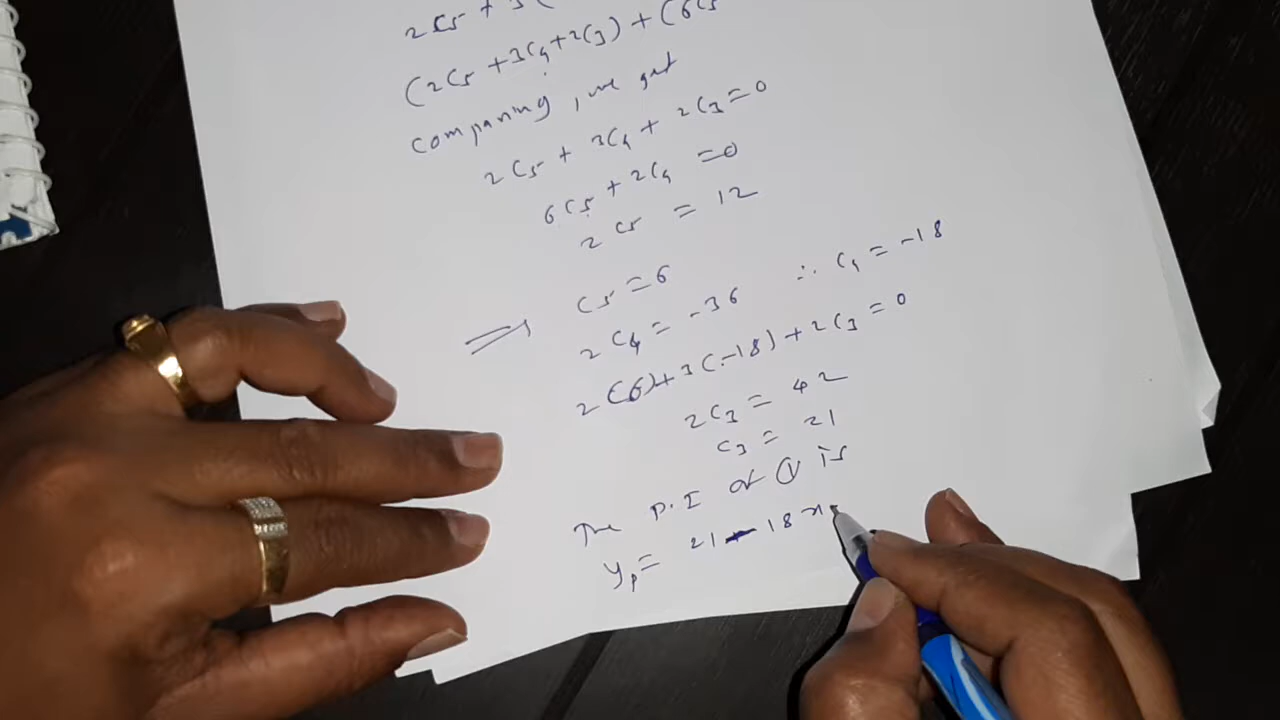 2C5 + 3(
(2C5 + 3C4 + 2C3) + (6C5
comparing, we get
2C5 + 3C4 + 2C3 = 0
6C5 + 2C4 = 0
2C5 = 12
⟹ C5 = 6
2C4 = -36 ∴ C4 = -18
2(6) + 3(-18) + 2C3 = 0
2C3 = 42
C3 = 21
The P.I of ① is
yp = 21 - 18x